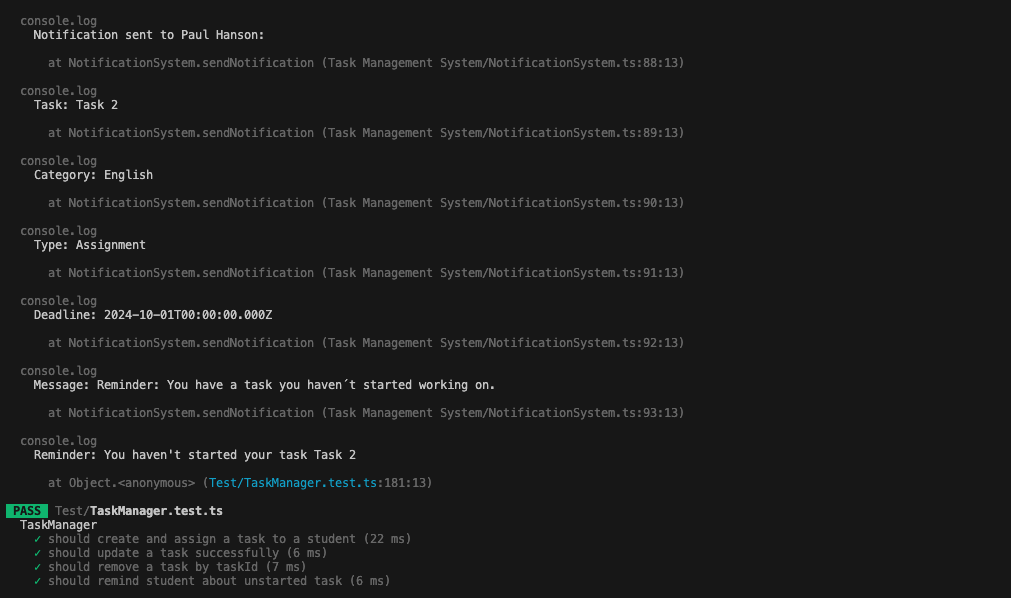 console.log
Notification sent to Paul Hanson:
at NotificationSystem.sendNotification (Task Management System/NotificationSystem.ts:88:13)
console.log
Task: Task 2
at NotificationSystem.sendNotification (Task Management System/NotificationSystem.ts:89:13)
console.log
Category: English
at NotificationSystem.sendNotification (Task Management System/NotificationSystem.ts:90:13)
console.log
Type: Assignment
at NotificationSystem.sendNotification (Task Management System/NotificationSystem.ts:91:13)
console.log
Deadline: 2024-10-01T00:00:00.000Z
at NotificationSystem.sendNotification (Task Management System/NotificationSystem.ts:92:13)
console.log
Message: Reminder: You have a task you haven´t started working on.
at NotificationSystem.sendNotification (Task Management System/NotificationSystem.ts:93:13)
console.log
Reminder: You haven't started your task Task 2
at Object.<anonymous> (Test/TaskManager.test.ts:181:13)
PASS Test/TaskManager.test.ts
TaskManager
✓ should create and assign a task to a student (22 ms)
✓ should update a task successfully (6 ms)
✓ should remove a task by taskId (7 ms)
✓ should remind student about unstarted task (6 ms)